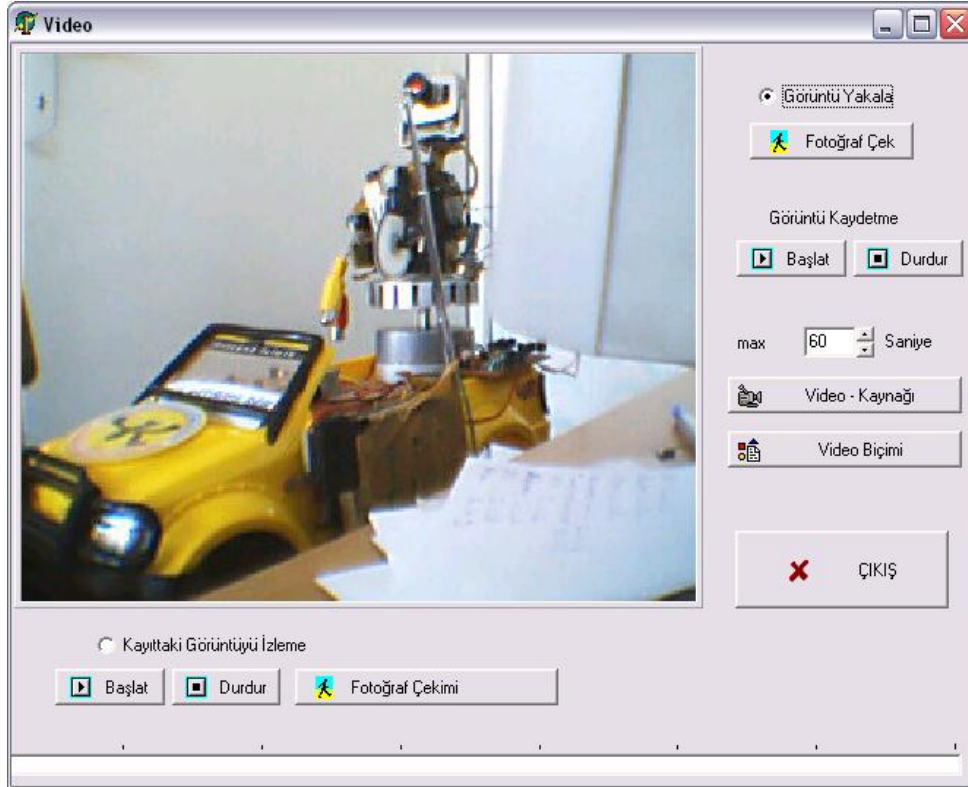 Video
Görüntü Yakala
Fotoğraf Çek
Görüntü Kaydetme
Başlat
Durdur
max 60 Saniye
Video - Kaynağı
Video Biçimi
ÇIKIŞ
Kayıttaki Görüntüyü İzleme
Başlat
Durdur
Fotoğraf Çekimi